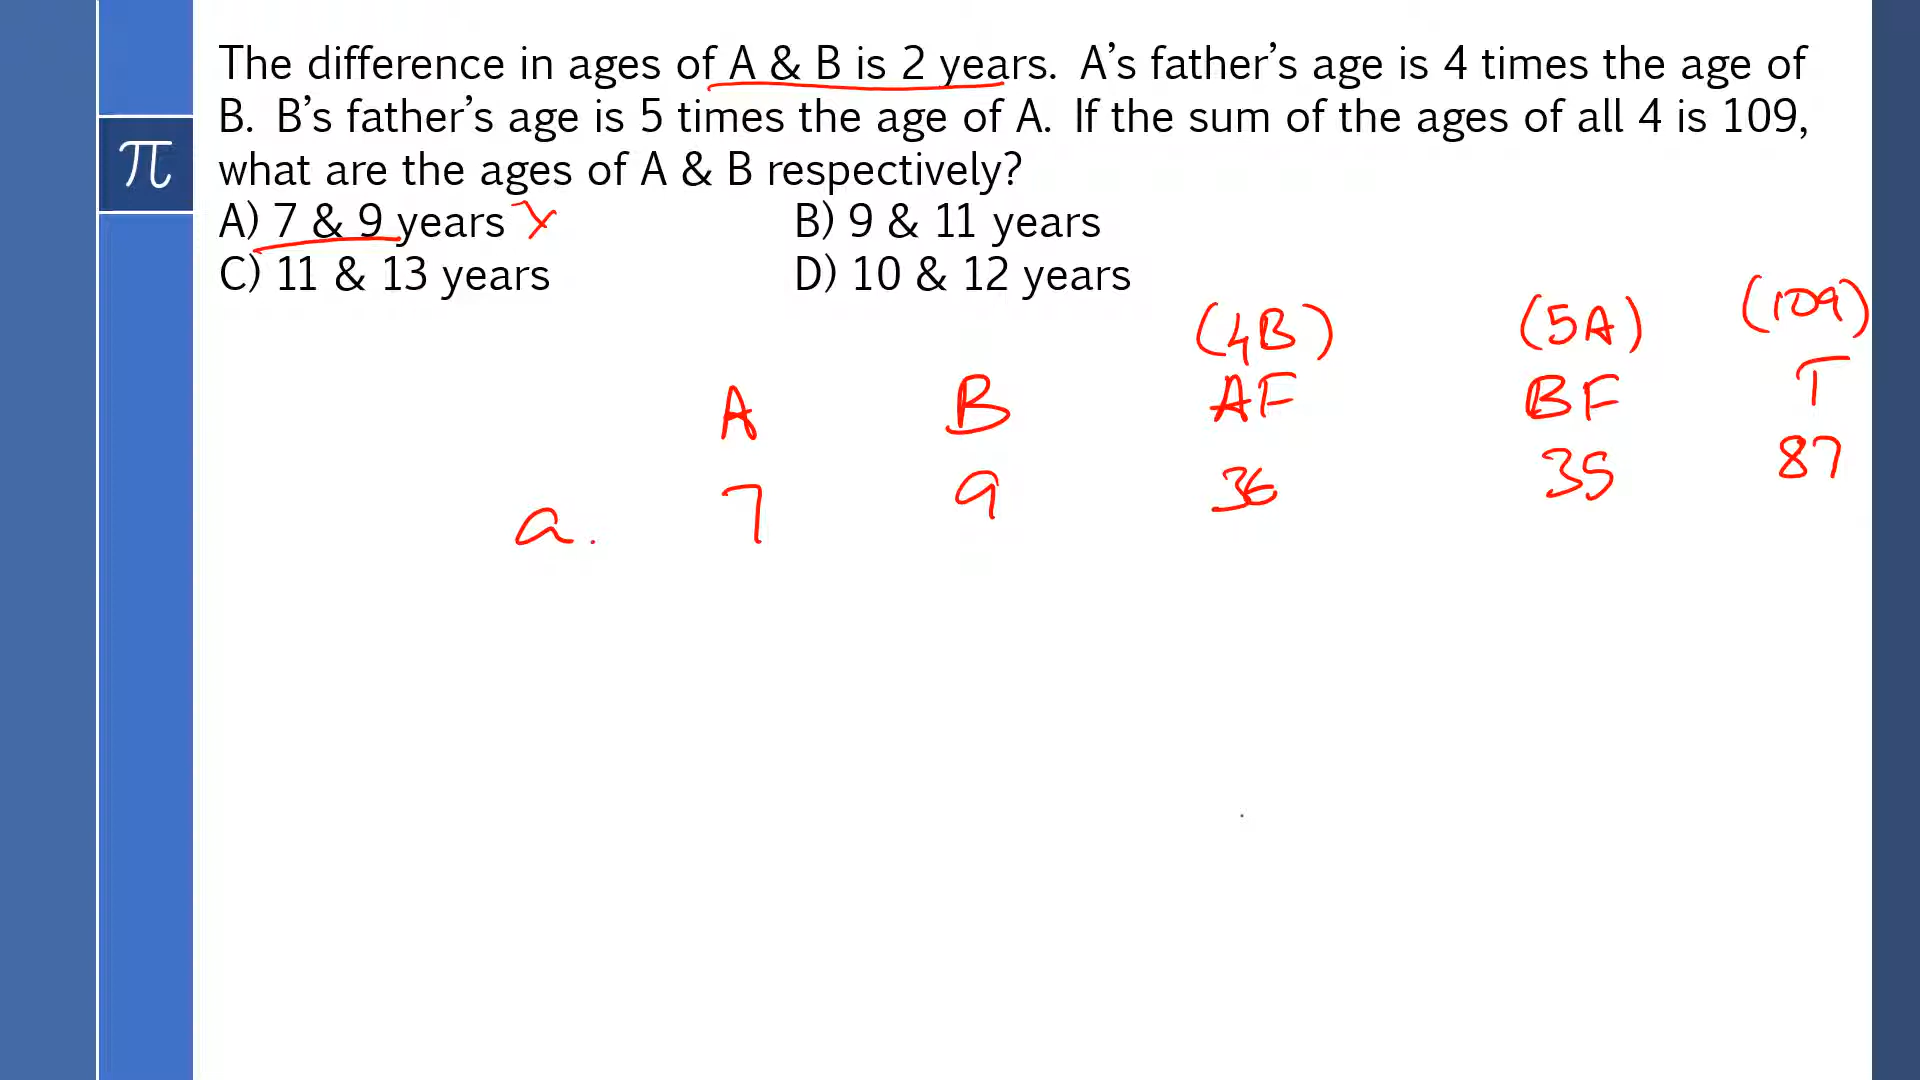 The difference in ages of A & B is 2 years. A's father's age is 4 times the age of
B. B's father's age is 5 times the age of A. If the sum of the ages of all 4 is 109,
π
what are the ages of A & B respectively?
A) 7 & 9 years x
B) 9 & 11 years
C) 11 & 13 years
D) 10 & 12 years
(4B) (5A) (109)
A B AF BF T
a. 7 9 36 35 87